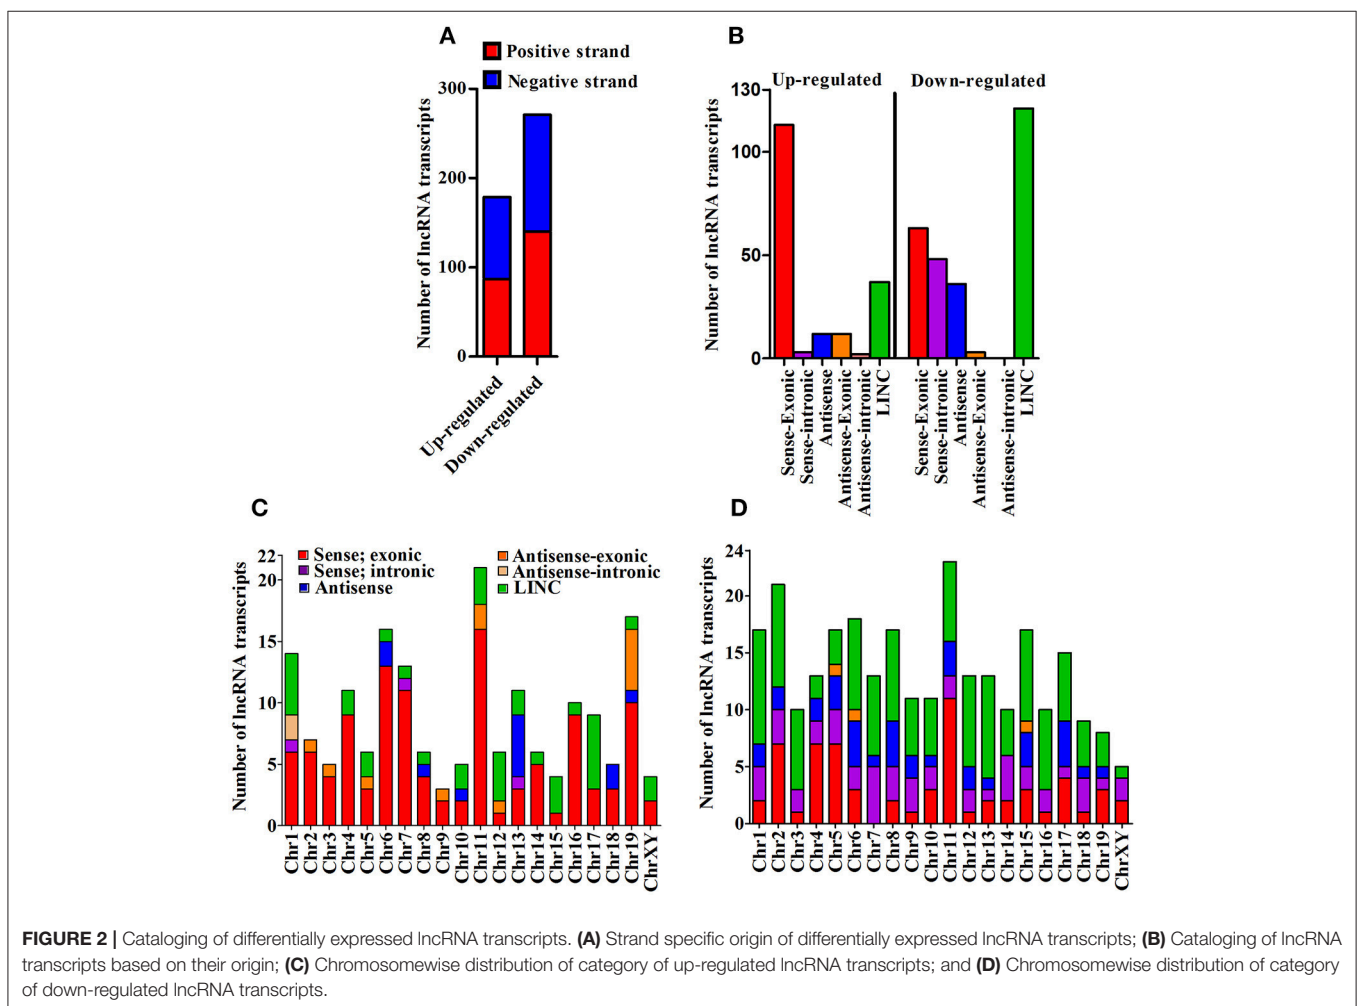 A
Positive strand
Negative strand
Number of lncRNA transcripts
300
200
100
0
Up-regulated
Down-regulated
B
Up-regulated
Down-regulated
Number of lncRNA transcripts
130
100
50
0
Sense-Exonic
Sense-intronic
Antisense
Antisense-Exonic
Antisense-intronic
LINC
Sense-Exonic
Sense-intronic
Antisense
Antisense-Exonic
Antisense-intronic
LINC
C
Sense; exonic
Sense; intronic
Antisense
Antisense-exonic
Antisense-intronic
LINC
Number of lncRNA transcripts
22
20
15
10
5
0
Chr1
Chr2
Chr3
Chr4
Chr5
Chr6
Chr7
Chr8
Chr9
Chr10
Chr11
Chr12
Chr13
Chr14
Chr15
Chr16
Chr17
Chr18
Chr19
ChrXY
D
Number of lncRNA transcripts
24
20
15
10
5
0
Chr1
Chr2
Chr3
Chr4
Chr5
Chr6
Chr7
Chr8
Chr9
Chr10
Chr11
Chr12
Chr13
Chr14
Chr15
Chr16
Chr17
Chr18
Chr19
ChrXY
FIGURE 2 | Cataloging of differentially expressed lncRNA transcripts. (A) Strand specific origin of differentially expressed lncRNA transcripts; (B) Cataloging of lncRNA
transcripts based on their origin; (C) Chromosomewise distribution of category of up-regulated lncRNA transcripts; and (D) Chromosomewise distribution of category
of down-regulated lncRNA transcripts.